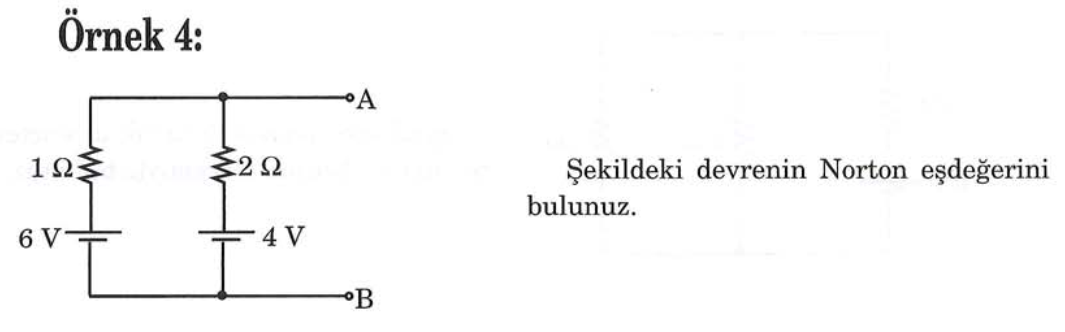 Örnek 4:
A
1 Ω
2 Ω
Şekildeki devrenin Norton eşdeğerini
bulunuz.
6 V
4 V
B